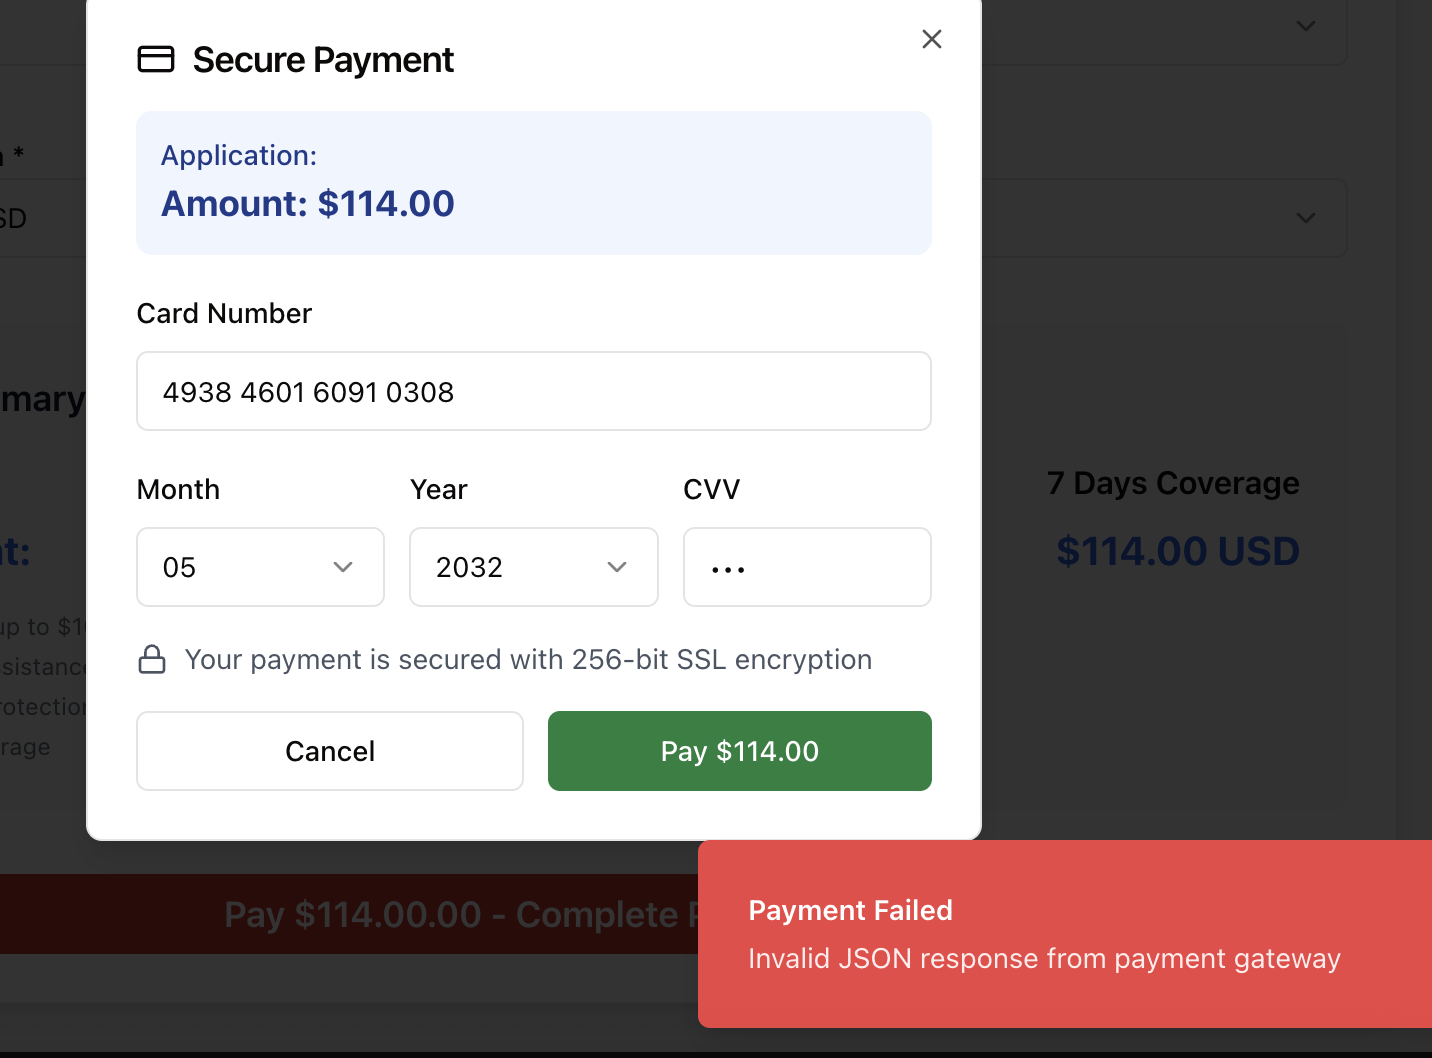 Secure Payment
Application:
Amount: $114.00
Card Number
4938 4601 6091 0308
Month
Year
CVV
05
2032
•••
Your payment is secured with 256-bit SSL encryption
Cancel
Pay $114.00
*
SD
mary
7 Days Coverage
t:
$114.00 USD
up to $1
ssistance
rotection
rage
Pay $114.00.00 - Complete
Payment Failed
Invalid JSON response from payment gateway